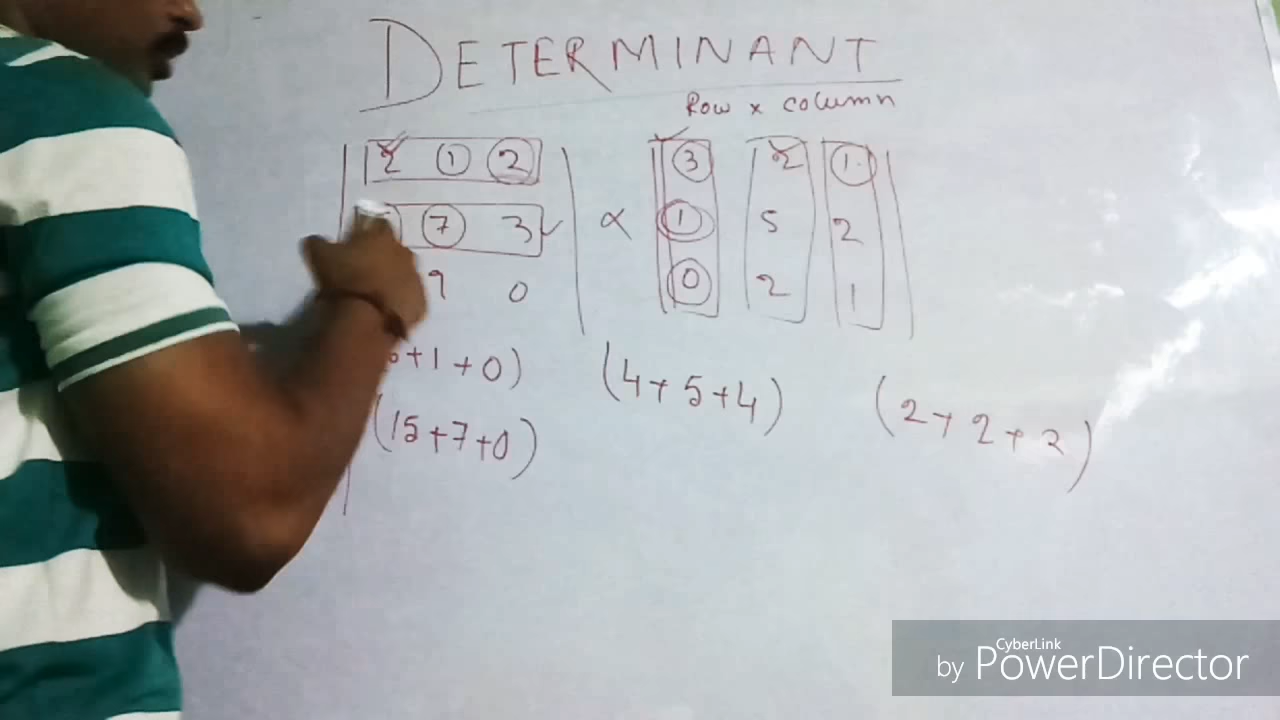 DETERMINANT
Row x column
2 1 2 x 3 2 1
7 3 1 5 2
9 0 0 2 1
+1+0) (4+5+4) (2+2+2)
(15+7+0)
CyberLink
by PowerDirector